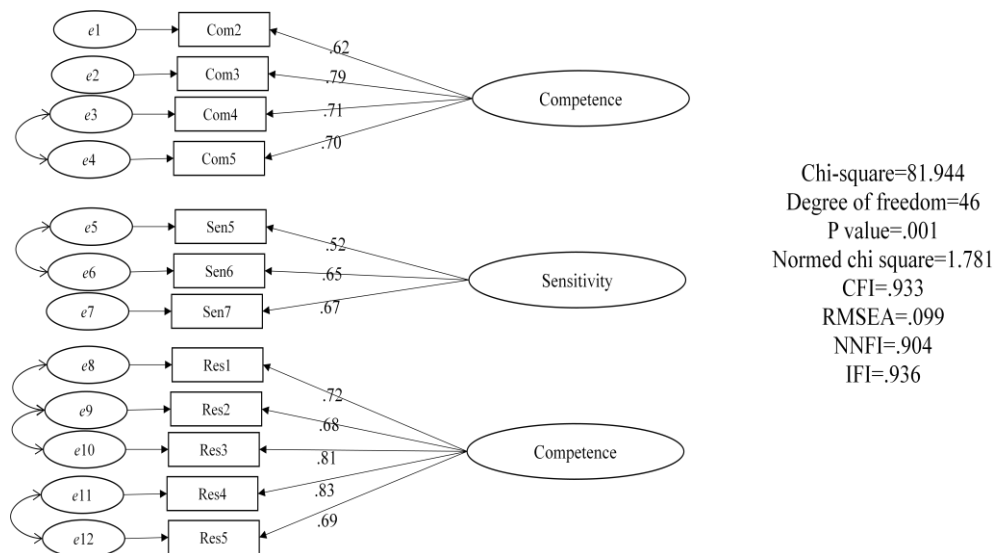 e1 Com2
.62
e2 Com3
.79
Competence
e3 Com4
.71
e4 Com5
.70
e5 Sen5
.52
e6 Sen6
.65
Sensitivity
e7 Sen7
.67
e8 Res1
.72
e9 Res2
.68
e10 Res3
.81
Competence
e11 Res4
.83
e12 Res5
.69
Chi-square=81.944
Degree of freedom=46
P value=.001
Normed chi square=1.781
CFI=.933
RMSEA=.099
NNFI=.904
IFI=.936